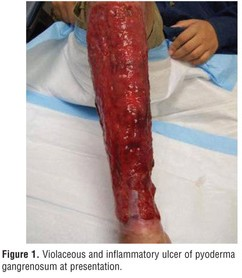 Figure 1. Violaceous and inflammatory ulcer of pyoderma
gangrenosum at presentation.